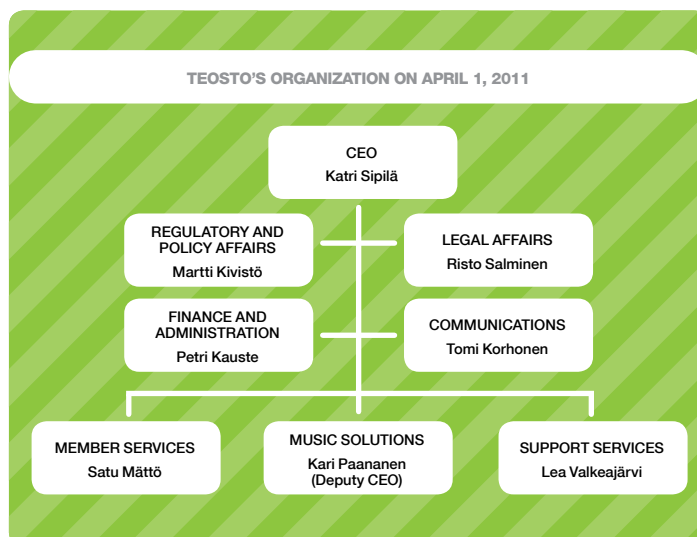 TEOSTO'S ORGANIZATION ON APRIL 1, 2011
CEO
Katri Sipilä
REGULATORY AND
POLICY AFFAIRS
Martti Kivistö
LEGAL AFFAIRS
Risto Salminen
FINANCE AND
ADMINISTRATION
Petri Kauste
COMMUNICATIONS
Tomi Korhonen
MEMBER SERVICES
Satu Mättö
MUSIC SOLUTIONS
Kari Paananen
(Deputy CEO)
SUPPORT SERVICES
Lea Valkeajärvi